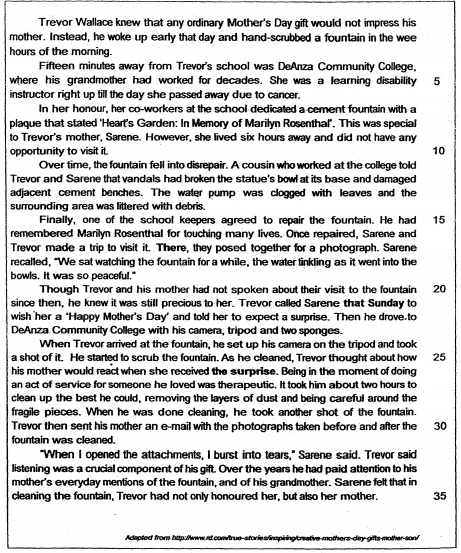 Trevor Wallace knew that any ordinary Mother's Day gift would not impress his
mother. Instead, he woke up early that day and hand-scrubbed a fountain in the wee
hours of the morning.
Fifteen minutes away from Trevor's school was DeAnza Community College,
where his grandmother had worked for decades. She was a learning disability 5
instructor right up till the day she passed away due to cancer.
In her honour, her co-workers at the school dedicated a cement fountain with a
plaque that stated 'Heart's Garden: In Memory of Marilyn Rosenthal'. This was special
to Trevor's mother, Sarene. However, she lived six hours away and did not have any
opportunity to visit it. 10
Over time, the fountain fell into disrepair. A cousin who worked at the college told
Trevor and Sarene that vandals had broken the statue's bowl at its base and damaged
adjacent cement benches. The water pump was clogged with leaves and the
surrounding area was littered with debris.
Finally, one of the school keepers agreed to repair the fountain. He had 15
remembered Marilyn Rosenthal for touching many lives. Once repaired, Sarene and
Trevor made a trip to visit it. There, they posed together for a photograph. Sarene
recalled, "We sat watching the fountain for a while, the water tinkling as it went into the
bowls. It was so peaceful."
Though Trevor and his mother had not spoken about their visit to the fountain 20
since then, he knew it was still precious to her. Trevor called Sarene that Sunday to
wish her a 'Happy Mother's Day' and told her to expect a surprise. Then he drove to
DeAnza Community College with his camera, tripod and two sponges.
When Trevor arrived at the fountain, he set up his camera on the tripod and took
a shot of it. He started to scrub the fountain. As he cleaned, Trevor thought about how 25
his mother would react when she received the surprise. Being in the moment of doing
an act of service for someone he loved was therapeutic. It took him about two hours to
clean up the best he could, removing the layers of dust and being careful around the
fragile pieces. When he was done cleaning, he took another shot of the fountain.
Trevor then sent his mother an e-mail with the photographs taken before and after the 30
fountain was cleaned.
"When I opened the attachments, I burst into tears," Sarene said. Trevor said
listening was a crucial component of his gift. Over the years he had paid attention to his
mother's everyday mentions of the fountain, and of his grandmother. Sarene felt that in
cleaning the fountain, Trevor had not only honoured her, but also her mother. 35
Adapted from http://www.rd.com/true-stories/inspiring/creative-mothers-day-gifts-mother-son/